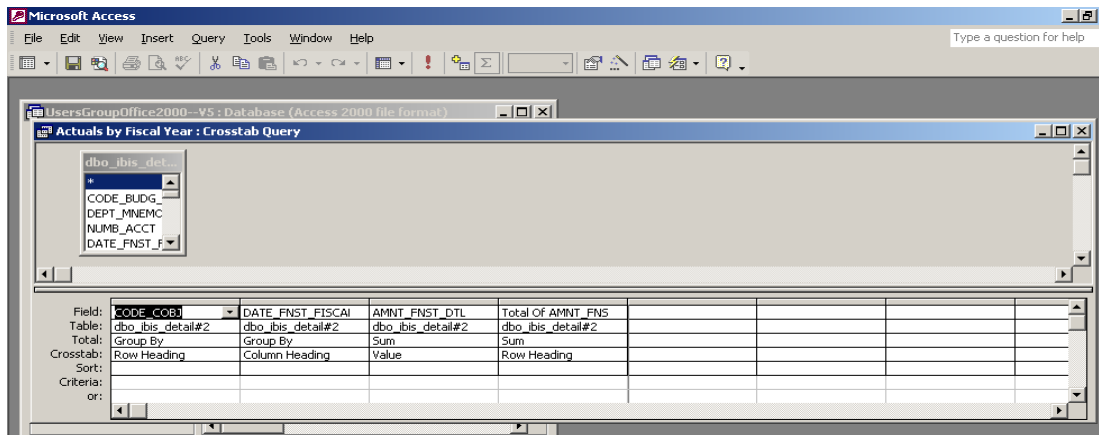 Microsoft Access
File Edit View Insert Query Tools Window Help Type a question for help
UsersGroupOffice2000--V5 : Database (Access 2000 file format)
Actuals by Fiscal Year : Crosstab Query
dbo_ibis_det...
*
CODE_BUDG_
DEPT_MNEMC
NUMB_ACCT
DATE_FNST_F
Field: CODE_COBJ DATE_FNST_FISCAI AMNT_FNST_DTL Total Of AMNT_FNS
Table: dbo_ibis_detail#2 dbo_ibis_detail#2 dbo_ibis_detail#2 dbo_ibis_detail#2
Total: Group By Group By Sum Sum
Crosstab: Row Heading Column Heading Value Row Heading
Sort:
Criteria:
or: